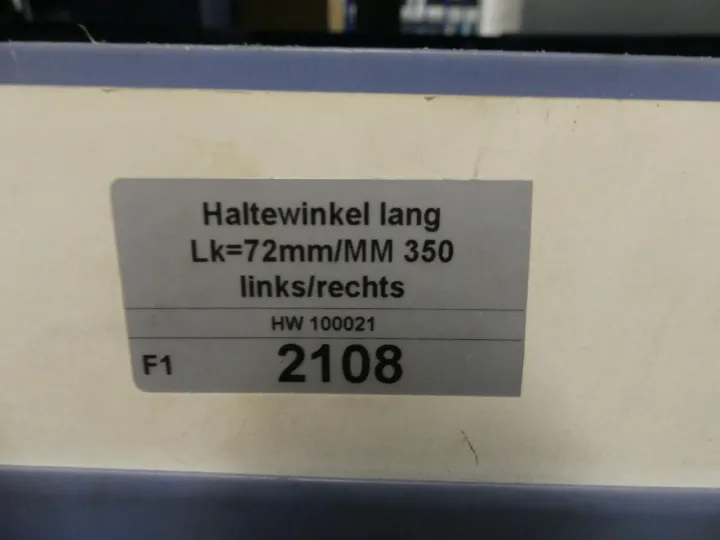 Haltewinkel lang
Lk=72mm/MM 350
links/rechts
HW 100021
F1 2108